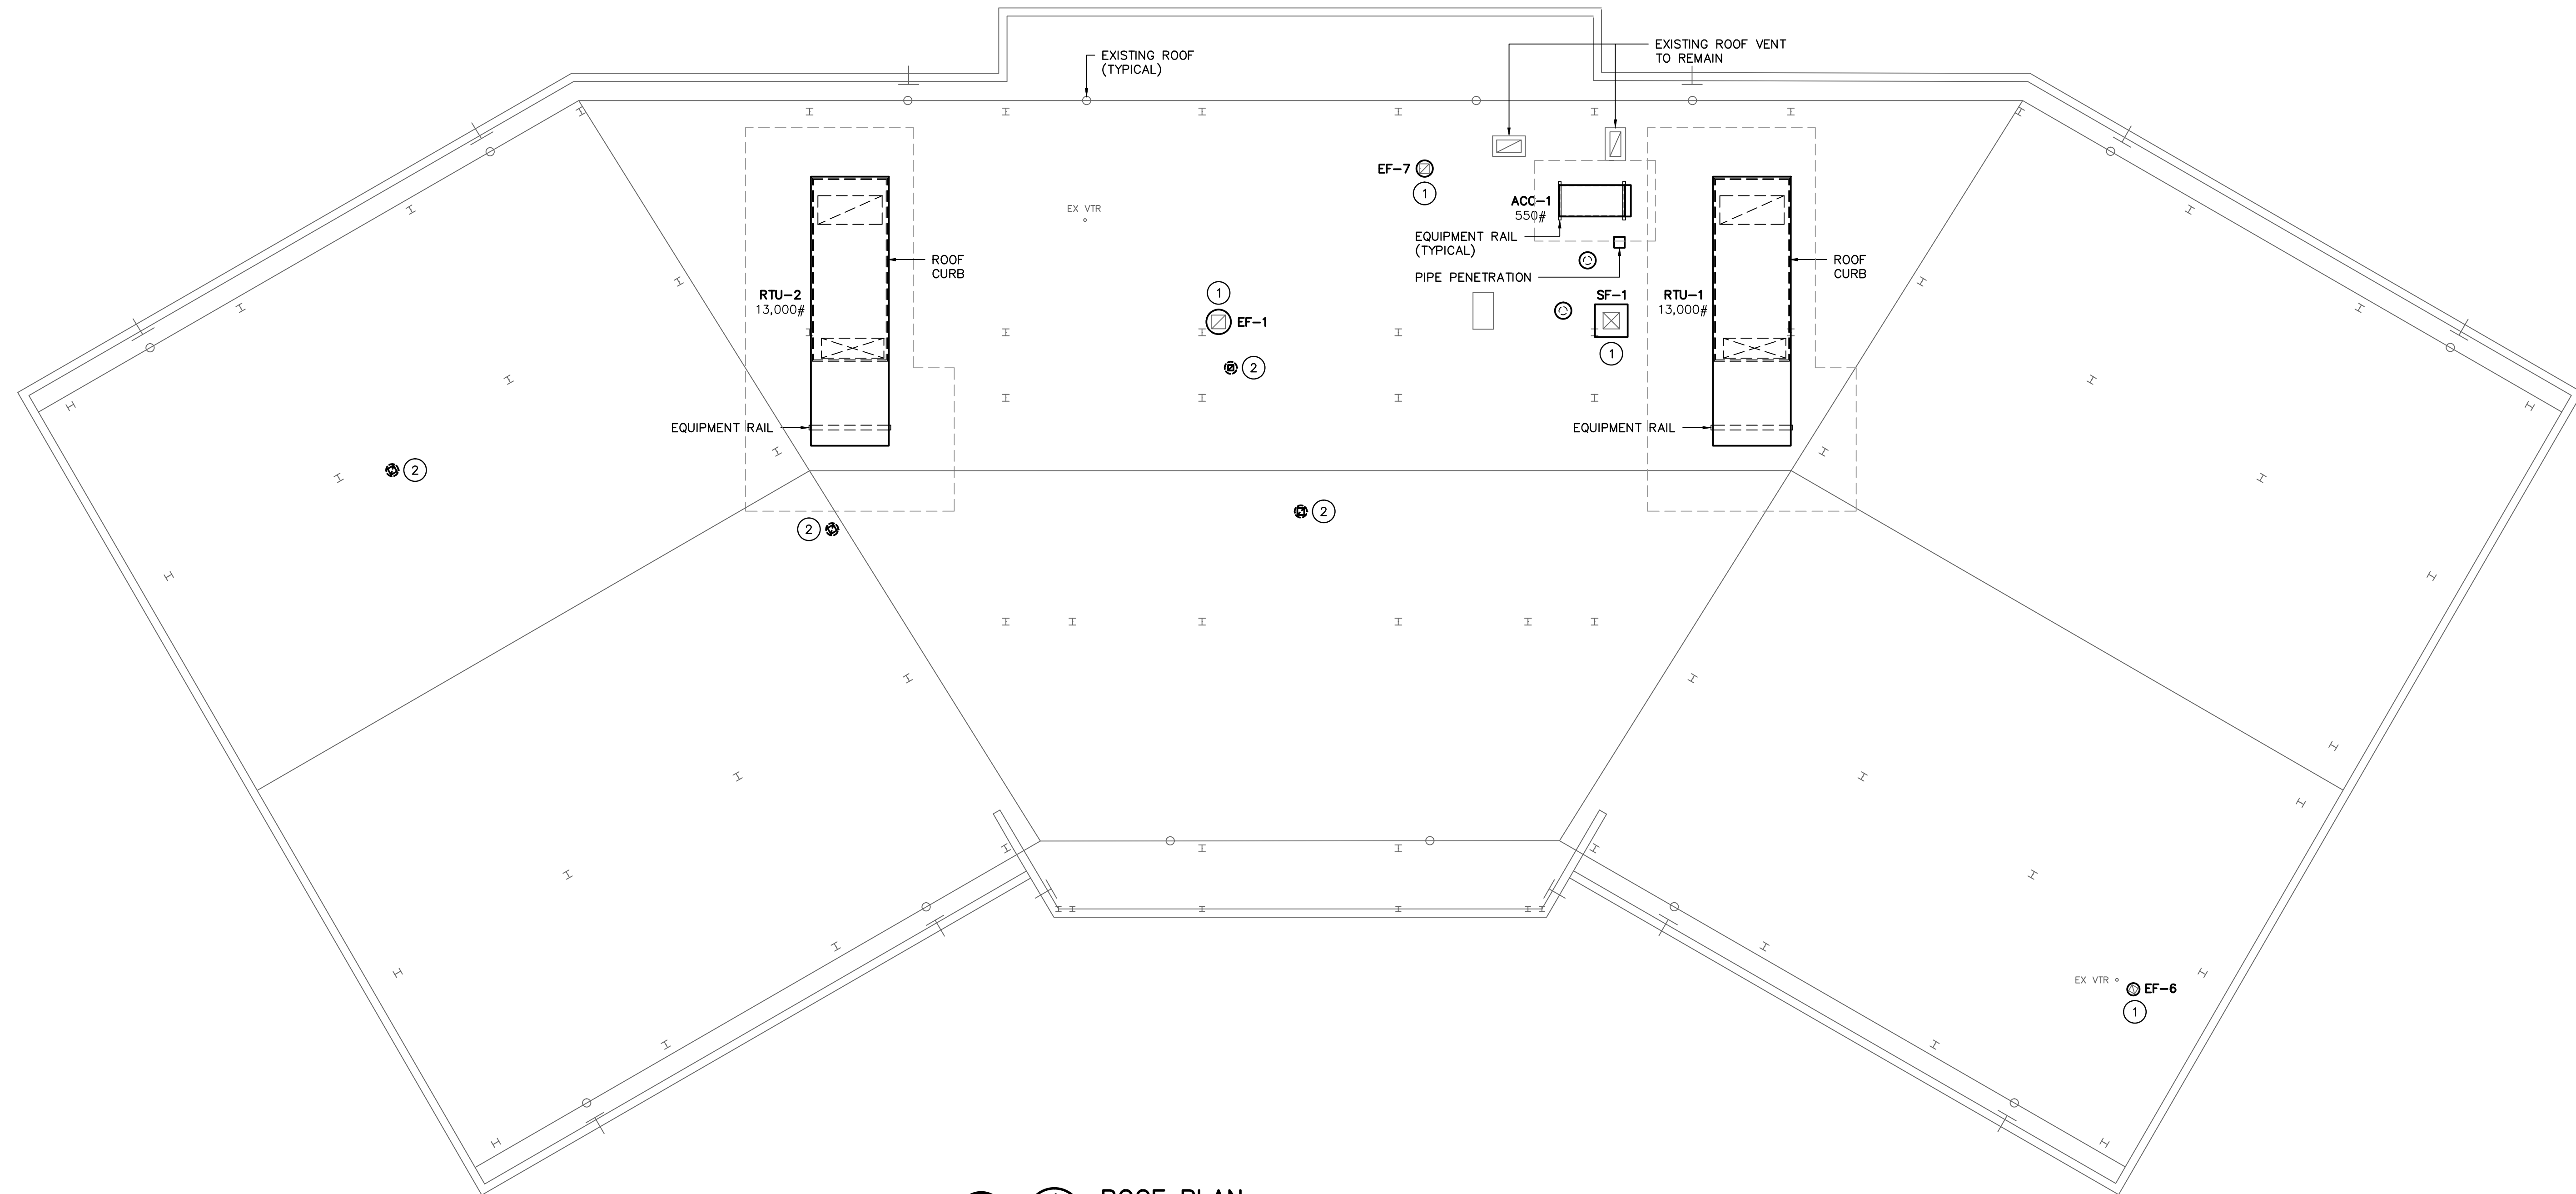 EXISTING ROOF
(TYPICAL)
EXISTING ROOF VENT
TO REMAIN
EF-7
1
ACC-1
550#
EX VTR
EQUIPMENT RAIL
(TYPICAL)
PIPE PENETRATION
ROOF
CURB
ROOF
CURB
RTU-2
13,000#
1
EF-1
SF-1
1
RTU-1
13,000#
2
EQUIPMENT RAIL
EQUIPMENT RAIL
2
2
2
EX VTR
EF-6
1
ROOF PLAN